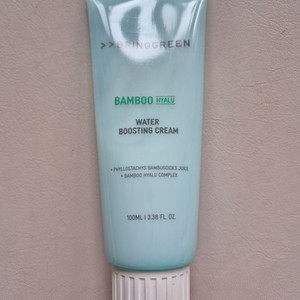 >>BRINGGREEN
BAMBOO HYALU
WATER
BOOSTING CREAM
+ PHYLLOSTACHYS BAMBUSOIDES JUICE
+ BAMBOO HYALU COMPLEX
100ML I 3.38 FL. OZ.